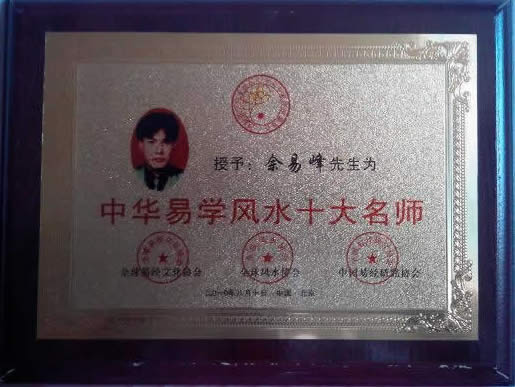 授予：余易峰先生为
中华易学风水十大名师
全球易经文化协会 全球风水协会 中国易经研究协会